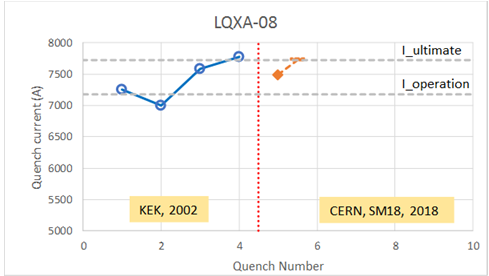 LQXA-08
8000
7500
7000
6500
6000
5500
5000
Quench current (A)
I_ultimate
I_operation
KEK, 2002
CERN, SM18, 2018
0 2 4 6 8 10
Quench Number